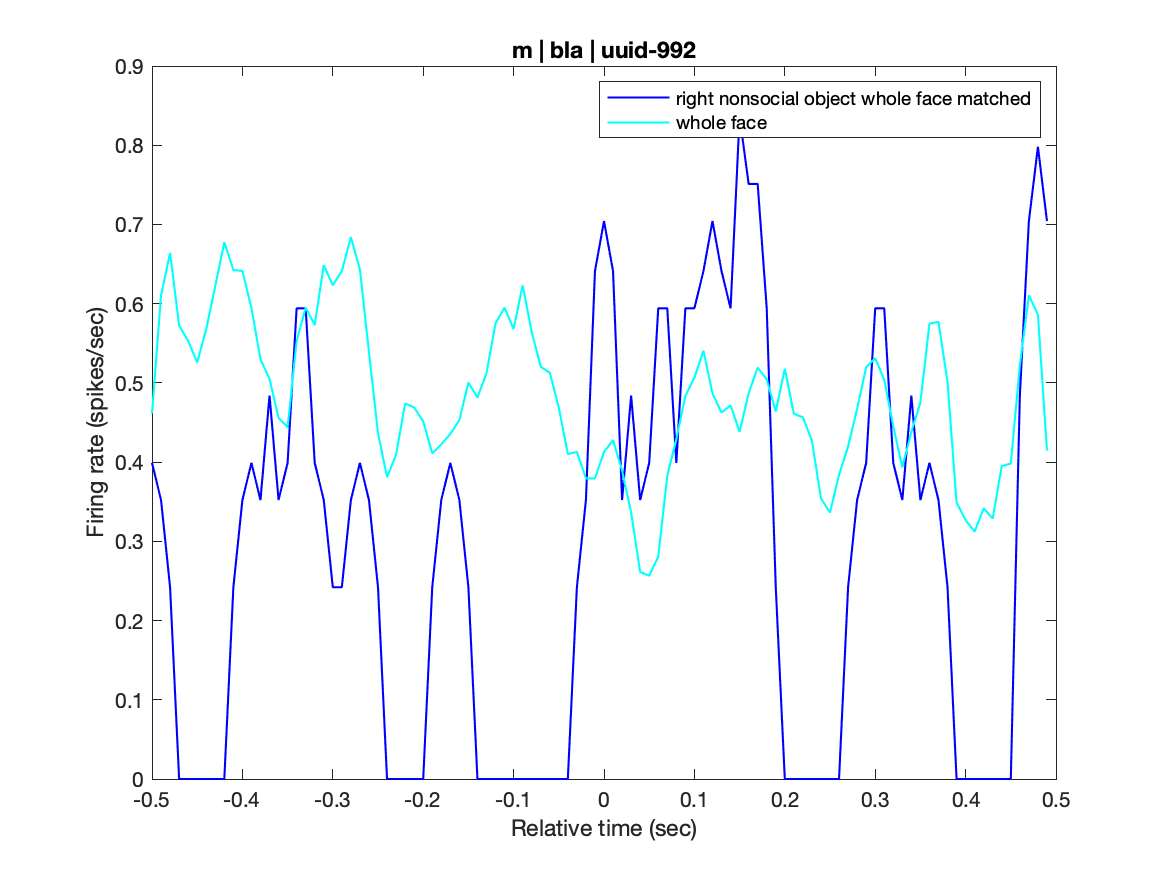 m | bla | uuid-992
right nonsocial object whole face matched
whole face
Firing rate (spikes/sec)
0.9
0.8
0.7
0.6
0.5
0.4
0.3
0.2
0.1
0
-0.5 -0.4 -0.3 -0.2 -0.1 0 0.1 0.2 0.3 0.4 0.5
Relative time (sec)